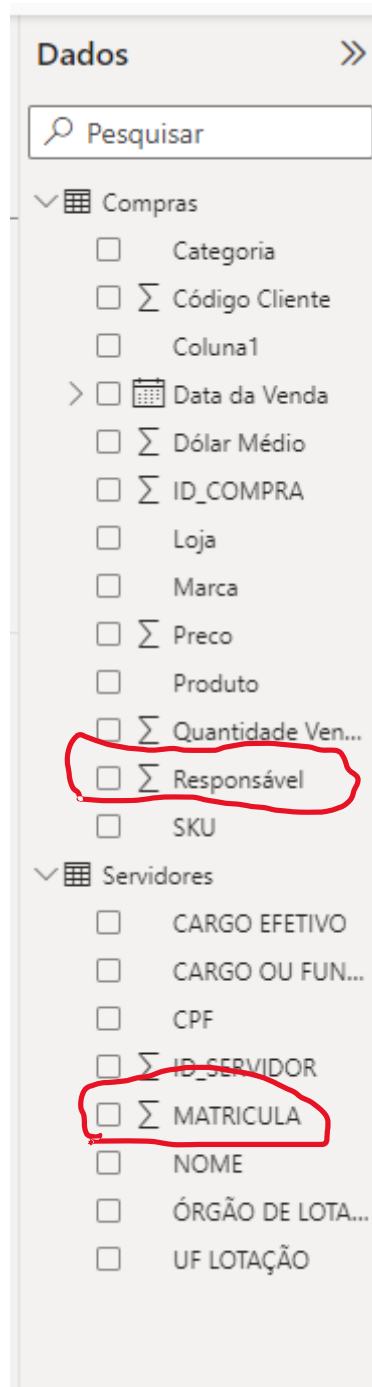 Dados
Pesquisar
Compras
Categoria
Σ Código Cliente
Coluna1
Data da Venda
Σ Dólar Médio
Σ ID_COMPRA
Loja
Marca
Σ Preco
Produto
Σ Quantidade Ven...
Σ Responsável
SKU
Servidores
CARGO EFETIVO
CARGO OU FUN...
CPF
Σ ID_SERVIDOR
Σ MATRICULA
NOME
ÓRGÃO DE LOTA...
UF LOTAÇÃO